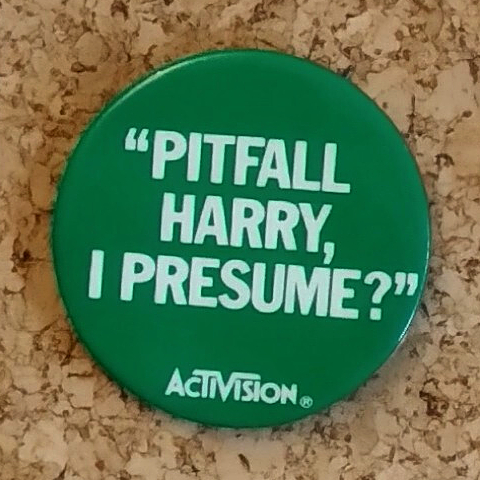 “PITFALL
HARRY,
I PRESUME?”
ACTIVISION®